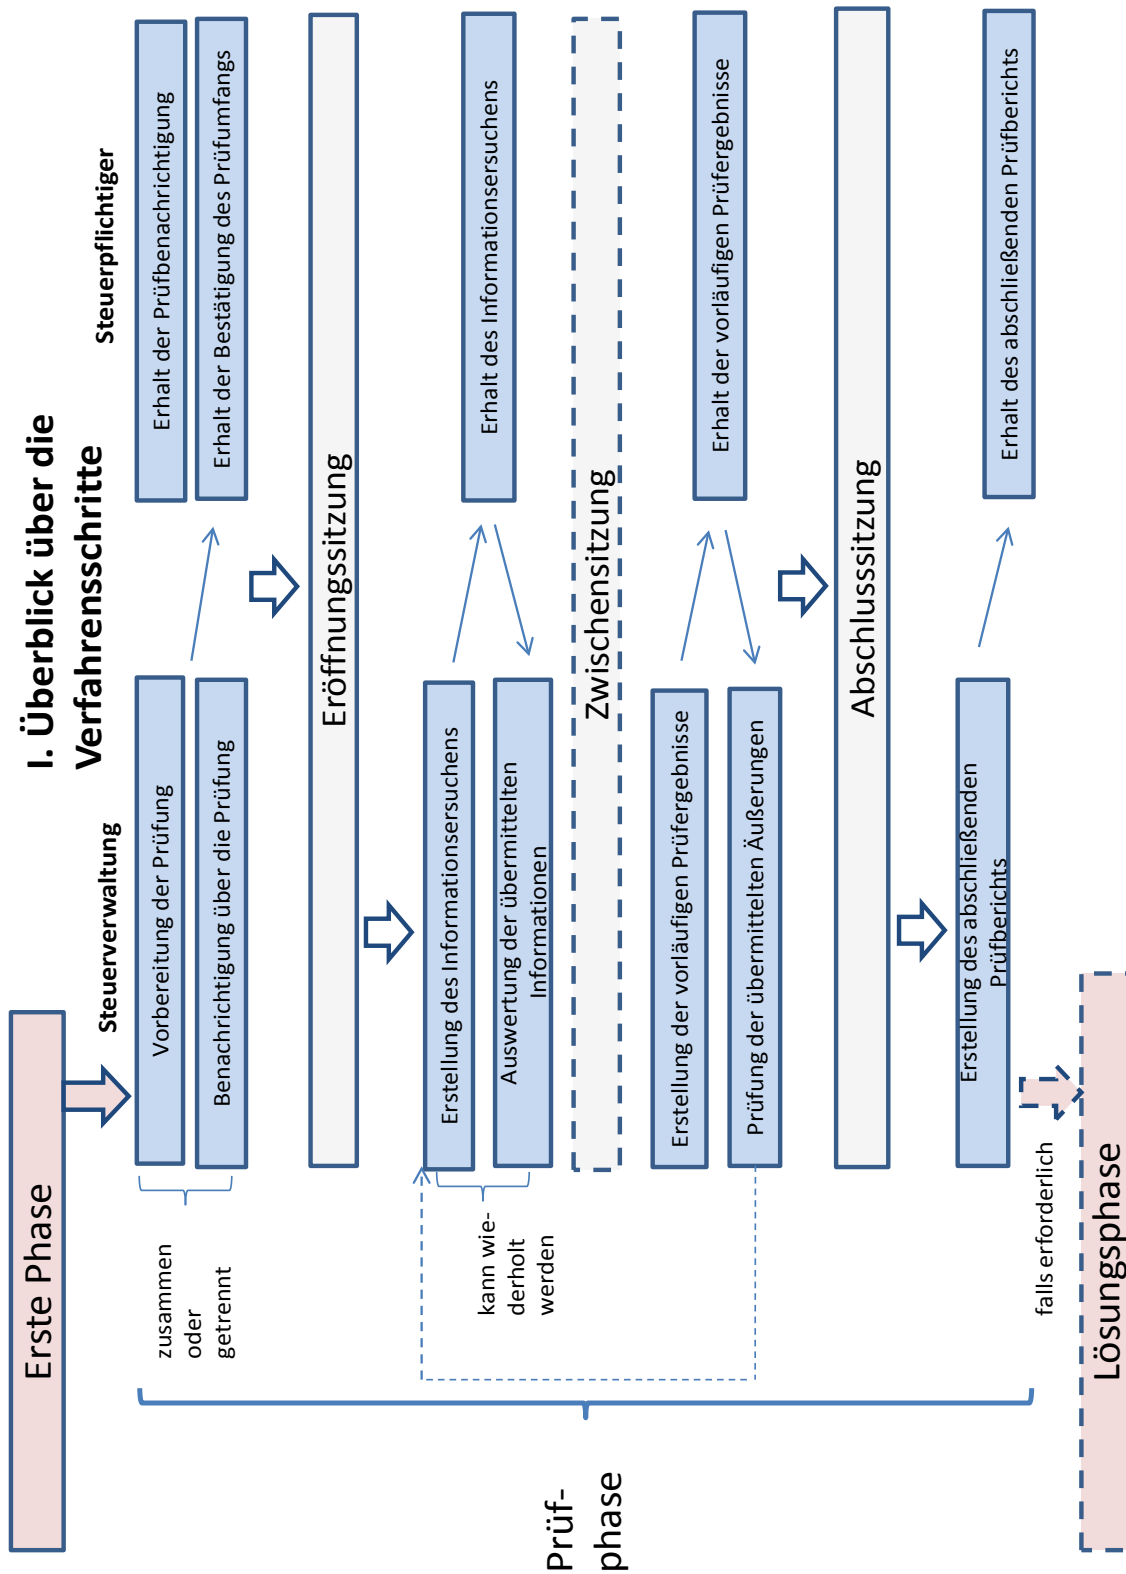 I. Überblick über die
Verfahrensschritte
Erste Phase
Steuerverwaltung
Steuerpflichtiger
zusammen
oder
getrennt
Vorbereitung der Prüfung
Erhalt der Prüfbenachrichtigung
Benachrichtigung über die Prüfung
Erhalt der Bestätigung des Prüfumfangs
Eröffnungssitzung
Prüf-
phase
kann wie-
derholt
werden
Erstellung des Informationsersuchens
Erhalt des Informationsersuchens
Auswertung der übermittelten
Informationen
Zwischensitzung
Erstellung der vorläufigen Prüfergebnisse
Erhalt der vorläufigen Prüfergebnisse
Prüfung der übermittelten Äußerungen
Abschlusssitzung
Erstellung des abschließenden
Prüfberichts
Erhalt des abschließenden Prüfberichts
falls erforderlich
Lösungsphase